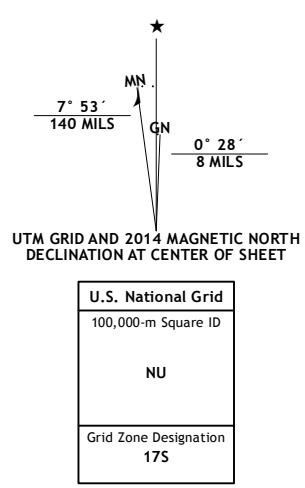 ★
MN
7° 53´
140 MILS
GN
0° 28´
8 MILS
UTM GRID AND 2014 MAGNETIC NORTH
DECLINATION AT CENTER OF SHEET
U.S. National Grid
100,000-m Square ID
NU
Grid Zone Designation
17S